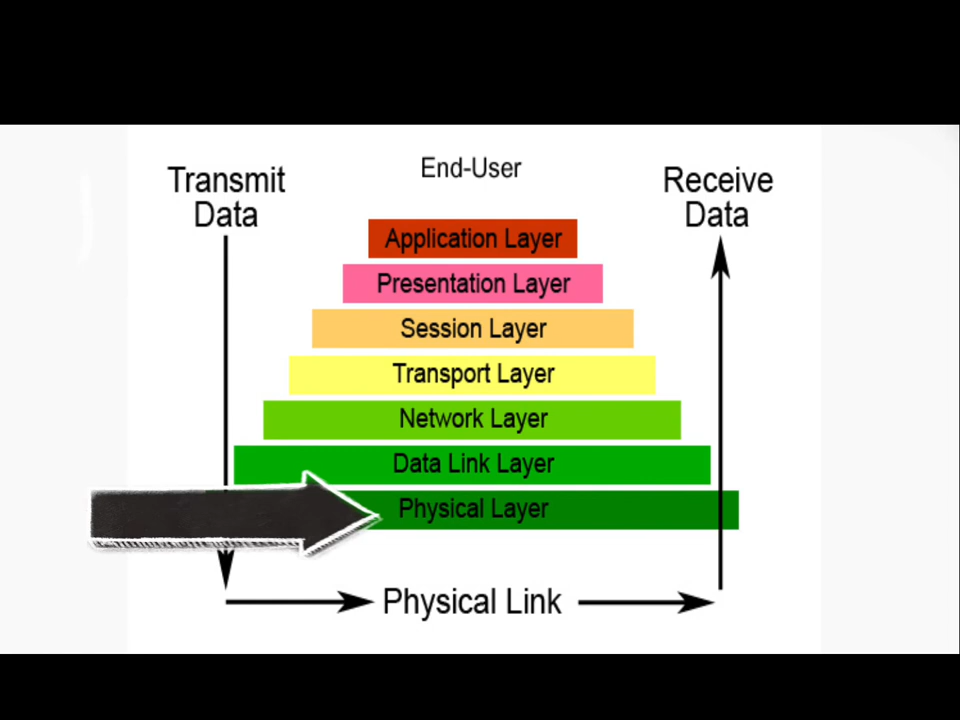 Transmit
Data
End-User
Receive
Data
Application Layer
Presentation Layer
Session Layer
Transport Layer
Network Layer
Data Link Layer
Physical Layer
Physical Link